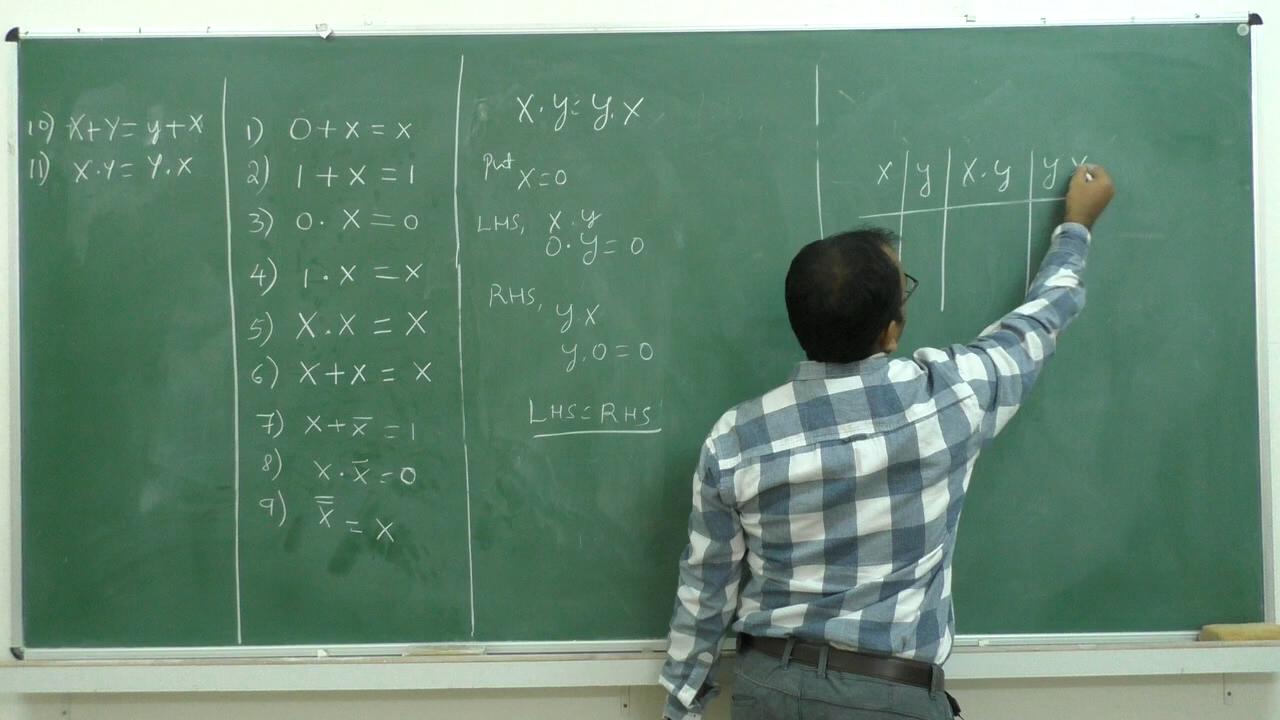 10) X+Y = y+X
11) X·Y = Y·X
1) 0+x = x
2) 1+x = 1
3) 0·x = 0
4) 1·x = x
5) X·X = X
6) X+X = X
7) X+X̅ = 1
8) X·X̅ = 0
9) X̿ = X
X·Y = Y·X
Put X=0
LHS, X·y
0·Y = 0
RHS, y X
y.0 = 0
LHS = RHS
X | y | X·y | y X